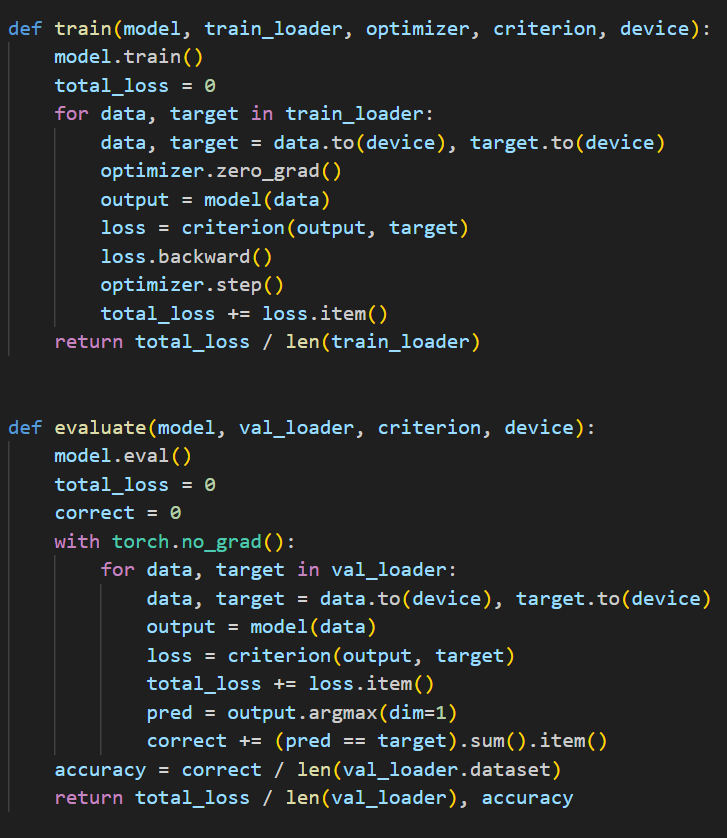 def train(model, train_loader, optimizer, criterion, device):
    model.train()
    total_loss = 0
    for data, target in train_loader:
        data, target = data.to(device), target.to(device)
        optimizer.zero_grad()
        output = model(data)
        loss = criterion(output, target)
        loss.backward()
        optimizer.step()
        total_loss += loss.item()
    return total_loss / len(train_loader)


def evaluate(model, val_loader, criterion, device):
    model.eval()
    total_loss = 0
    correct = 0
    with torch.no_grad():
        for data, target in val_loader:
            data, target = data.to(device), target.to(device)
            output = model(data)
            loss = criterion(output, target)
            total_loss += loss.item()
            pred = output.argmax(dim=1)
            correct += (pred == target).sum().item()
    accuracy = correct / len(val_loader.dataset)
    return total_loss / len(val_loader), accuracy